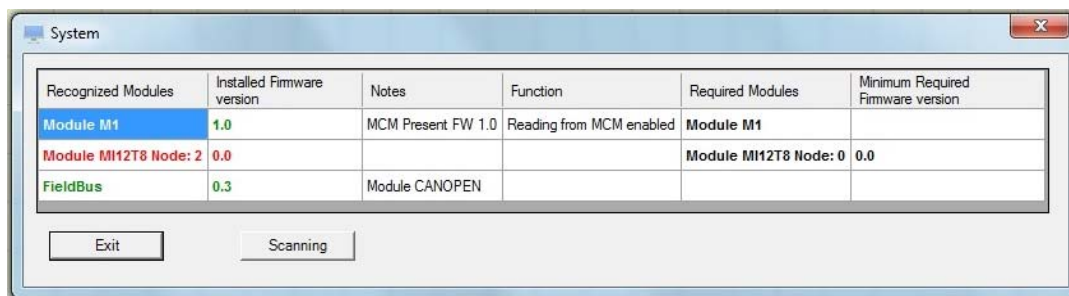 System
Recognized Modules Installed Firmware version Notes Function Required Modules Minimum Required Firmware version
Module M1 1.0 MCM Present FW 1.0 Reading from MCM enabled Module M1
Module MI12T8 Node: 2 0.0 Module MI12T8 Node: 0 0.0
FieldBus 0.3 Module CANOPEN
Exit Scanning